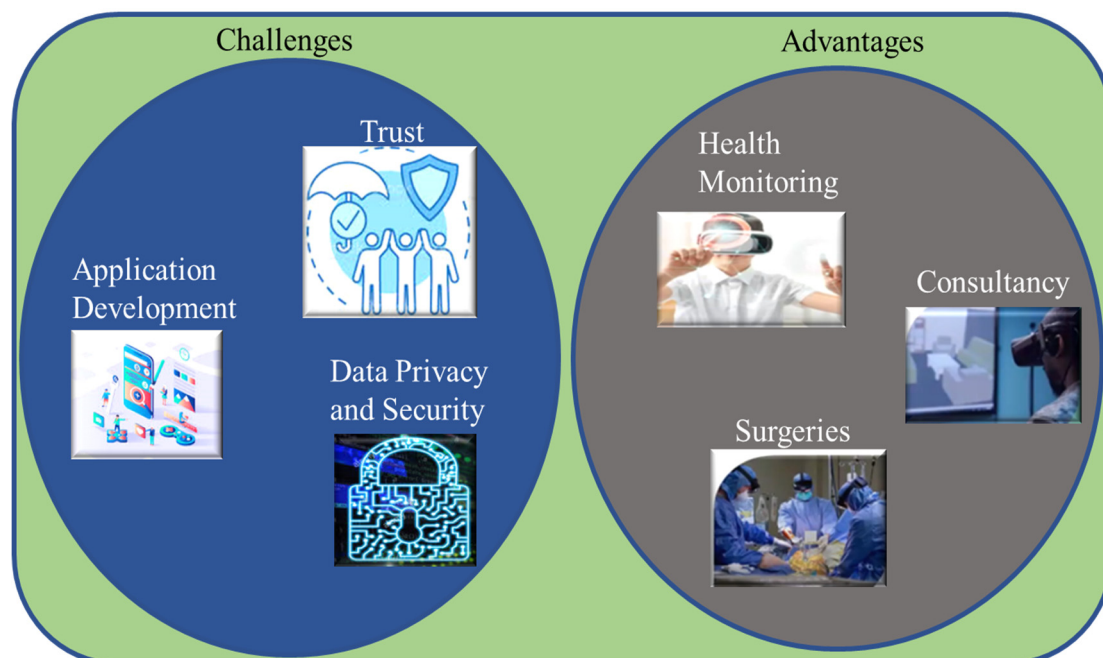 Challenges
Trust
Application
Development
Data Privacy
and Security
Advantages
Health
Monitoring
Consultancy
Surgeries